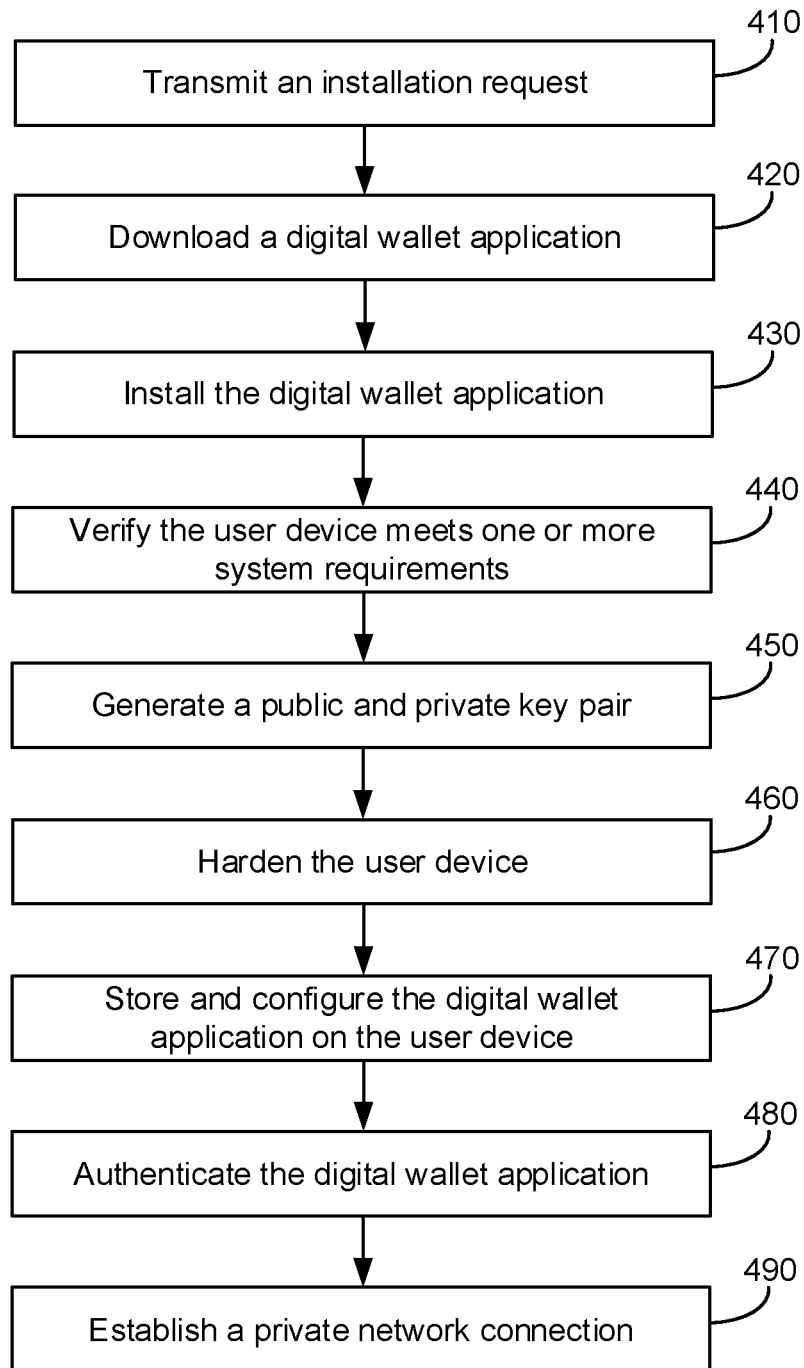 410
Transmit an installation request
420
Download a digital wallet application
430
Install the digital wallet application
440
Verify the user device meets one or more
system requirements
450
Generate a public and private key pair
460
Harden the user device
470
Store and configure the digital wallet
application on the user device
480
Authenticate the digital wallet application
490
Establish a private network connection